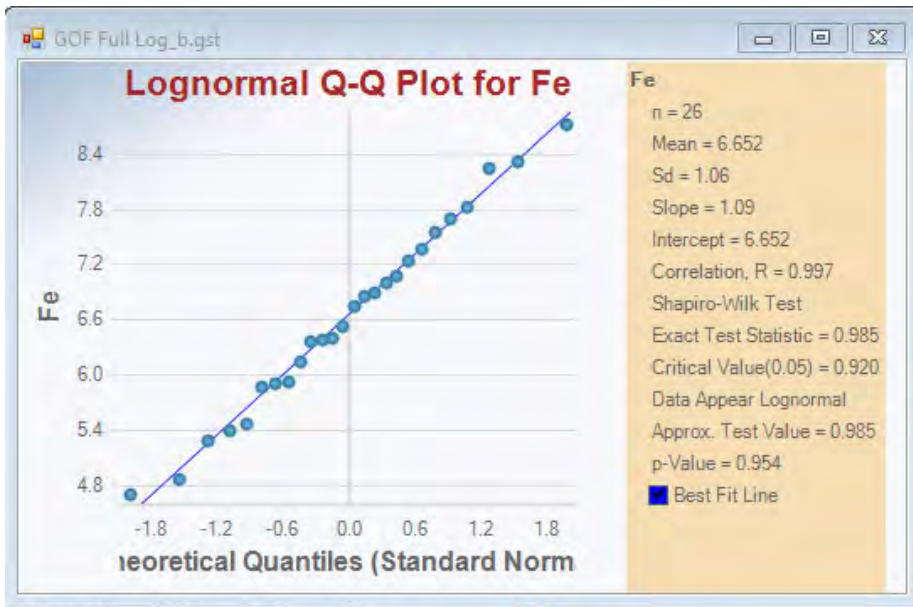 GOF Full Log_b.gst
Lognormal Q-Q Plot for Fe
8.4
7.8
7.2
6.6
6.0
5.4
4.8
Fe
-1.8 -1.2 -0.6 0.0 0.6 1.2 1.8
heoretical Quantiles (Standard Norm
Fe
n = 26
Mean = 6.652
Sd = 1.06
Slope = 1.09
Intercept = 6.652
Correlation, R = 0.997
Shapiro-Wilk Test
Exact Test Statistic = 0.985
Critical Value(0.05) = 0.920
Data Appear Lognormal
Approx. Test Value = 0.985
p-Value = 0.954
Best Fit Line